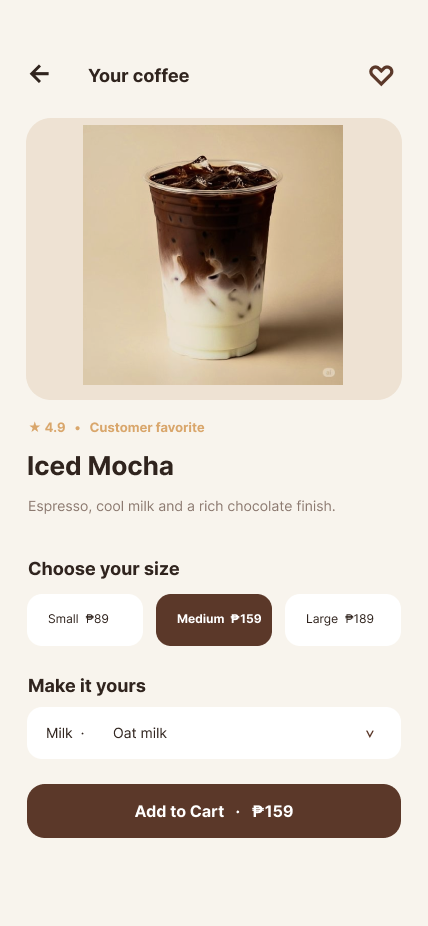 Your coffee
★ 4.9 • Customer favorite
Iced Mocha
Espresso, cool milk and a rich chocolate finish.
Choose your size
Small ₱89
Medium ₱159
Large ₱189
Make it yours
Milk · Oat milk
Add to Cart · ₱159